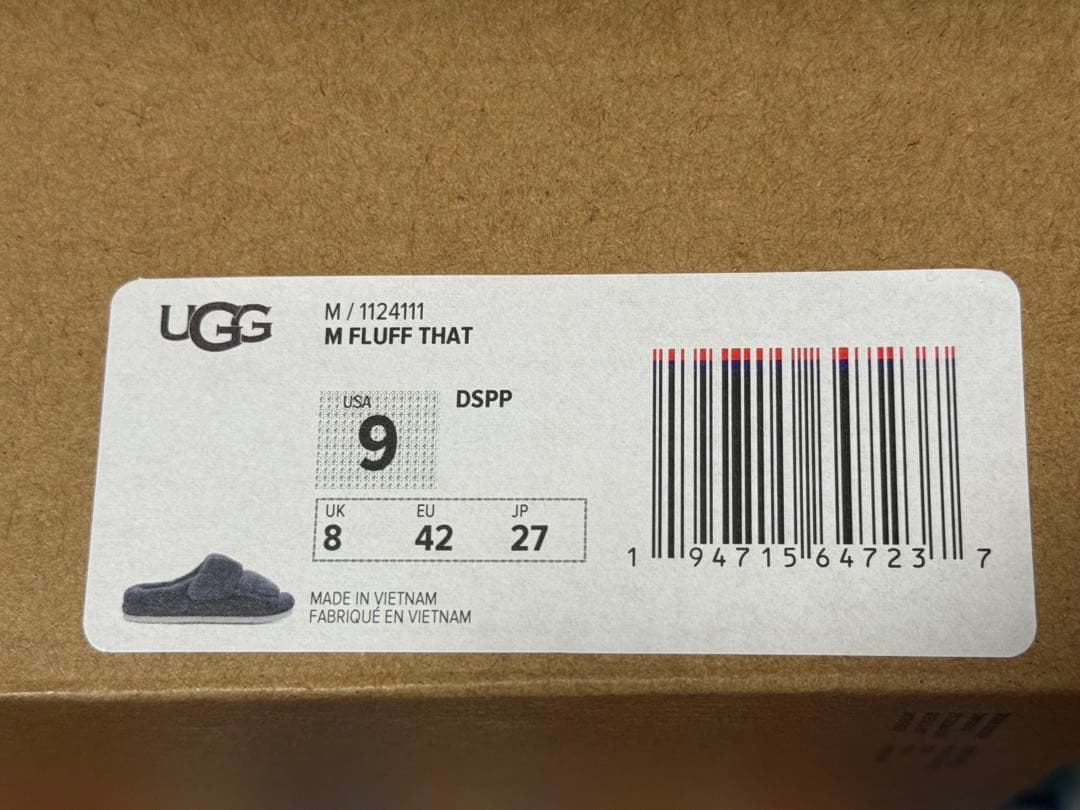 UGG
M / 1124111
M FLUFF THAT
USA
9
DSPP
UK EU JP
8 42 27
MADE IN VIETNAM
FABRIQUÉ EN VIETNAM
1 94715 64723 7